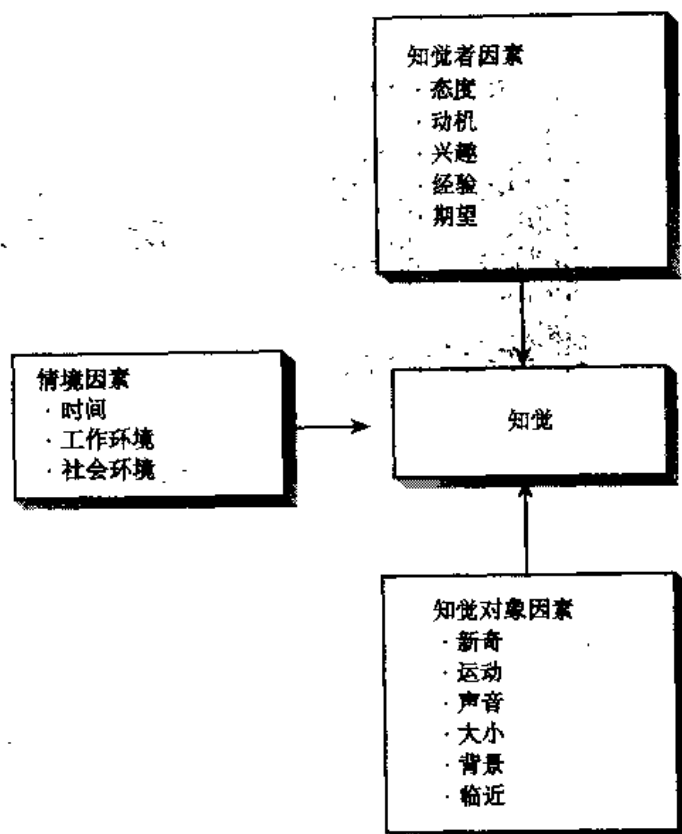 知觉者因素
· 态度
· 动机
· 兴趣
· 经验
· 期望
情境因素
· 时间
· 工作环境
· 社会环境
知觉
知觉对象因素
· 新奇
· 运动
· 声音
· 大小
· 背景
· 临近